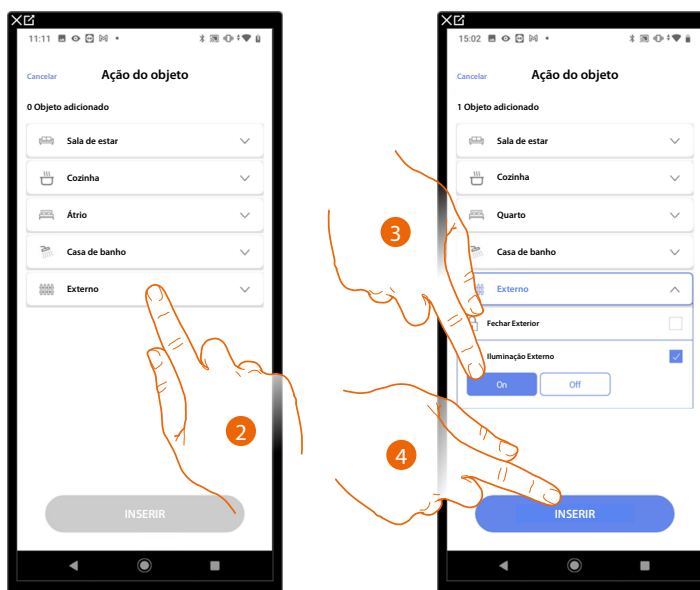 11:11
Cancelar
Ação do objeto
0 Objeto adicionado
Sala de estar
Cozinha
Átrio
Casa de banho
Externo
2
INSERIR
15:02
Cancelar
Ação do objeto
1 Objeto adicionado
Sala de estar
Cozinha
Quarto
3
Casa de banho
Externo
Fechar Exterior
Iluminação Externo
On
Off
4
INSERIR